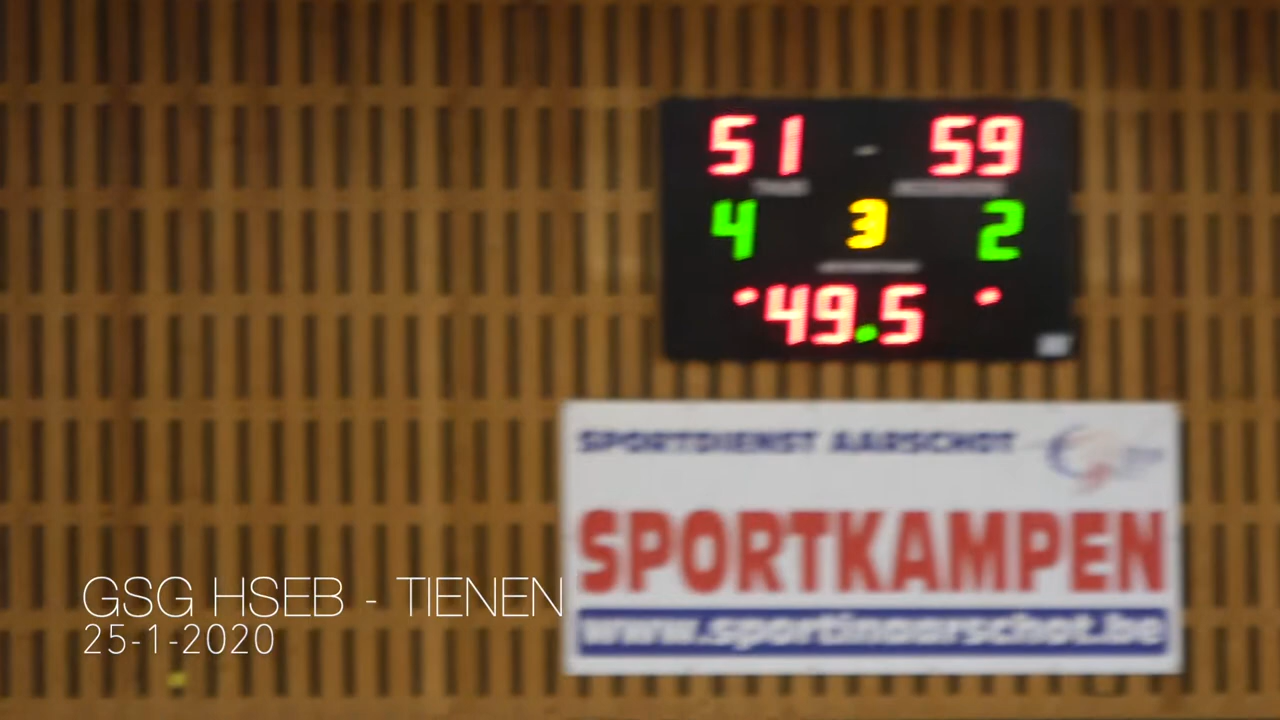 51 - 59
4 3 2
49.5
SPORTDIENST AARSCHOT
SPORTKAMPEN
www.sportinaarschot.be
GSG HSEB - TIENEN
25-1-2020